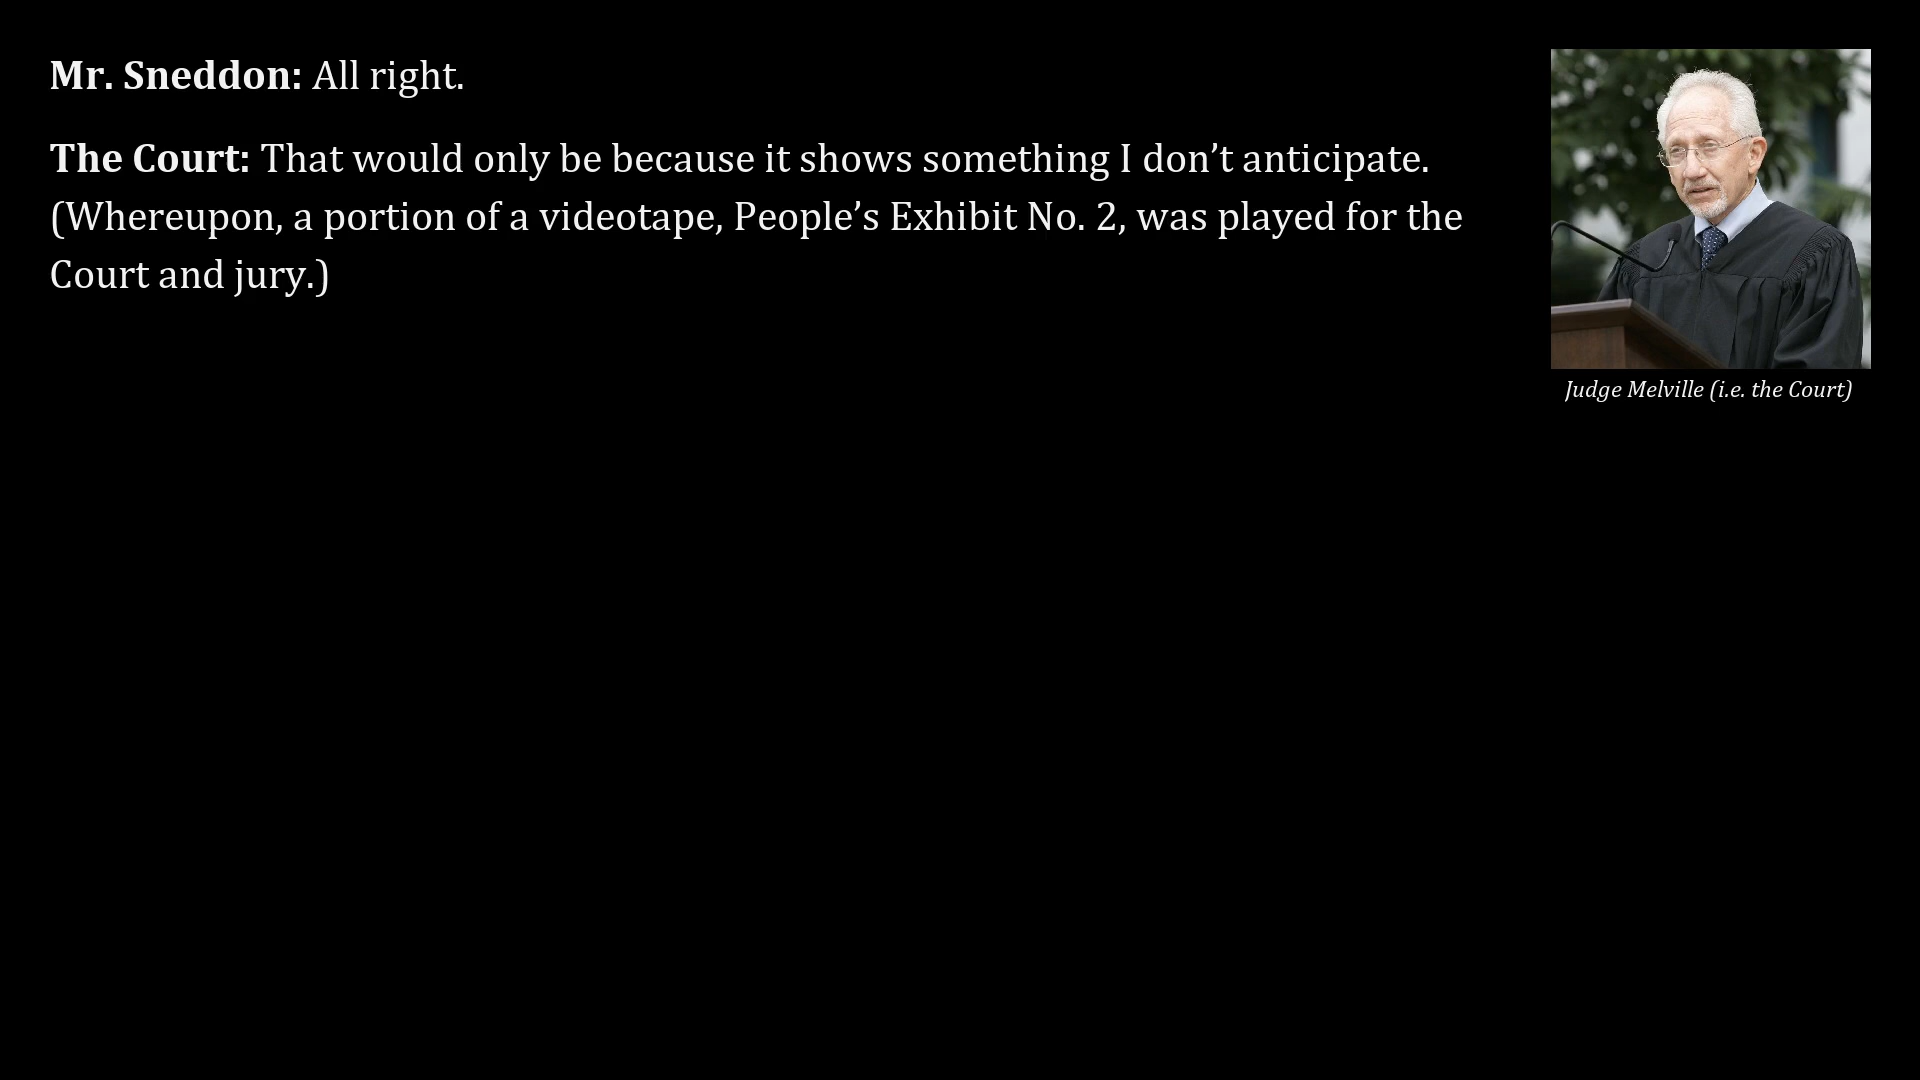 Mr. Sneddon: All right.
The Court: That would only be because it shows something I don’t anticipate.
(Whereupon, a portion of a videotape, People’s Exhibit No. 2, was played for the
Court and jury.)
Judge Melville (i.e. the Court)